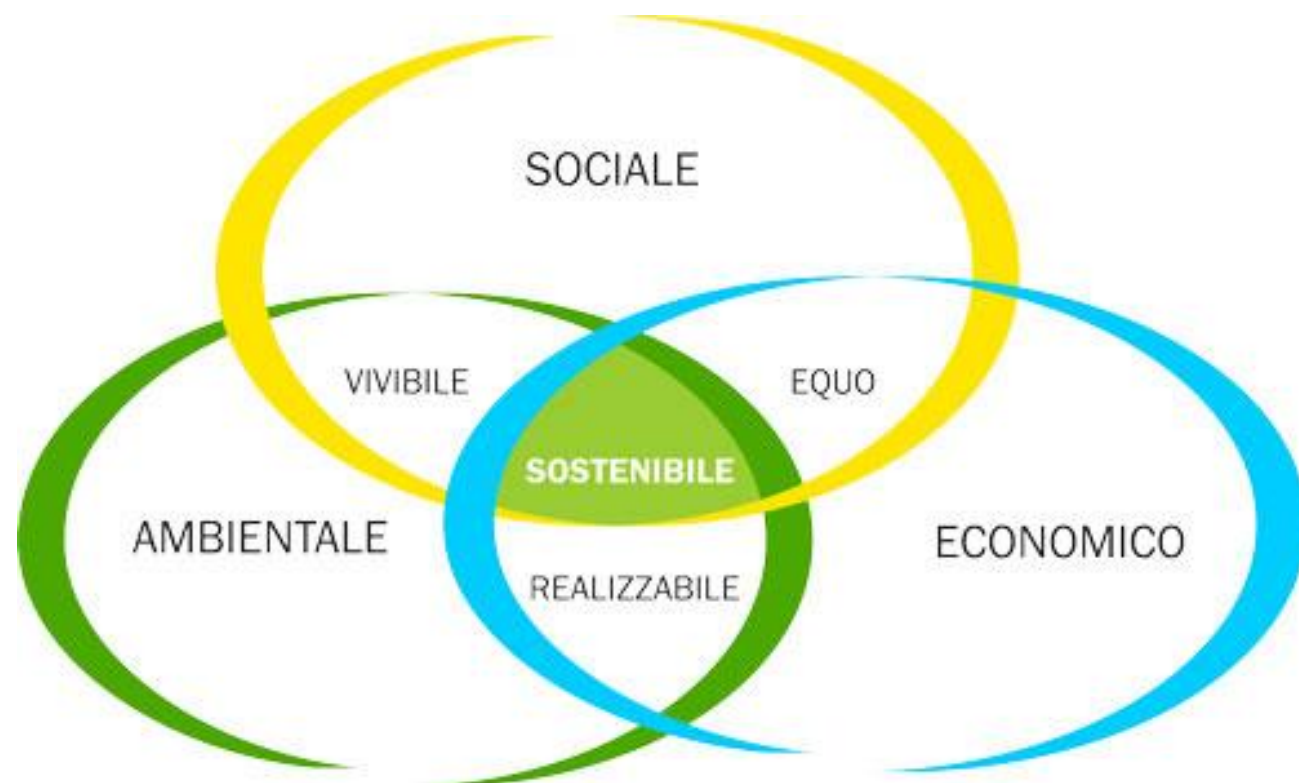 SOCIALE
VIVIBILE
EQUO
SOSTENIBILE
AMBIENTALE
ECONOMICO
REALIZZABILE